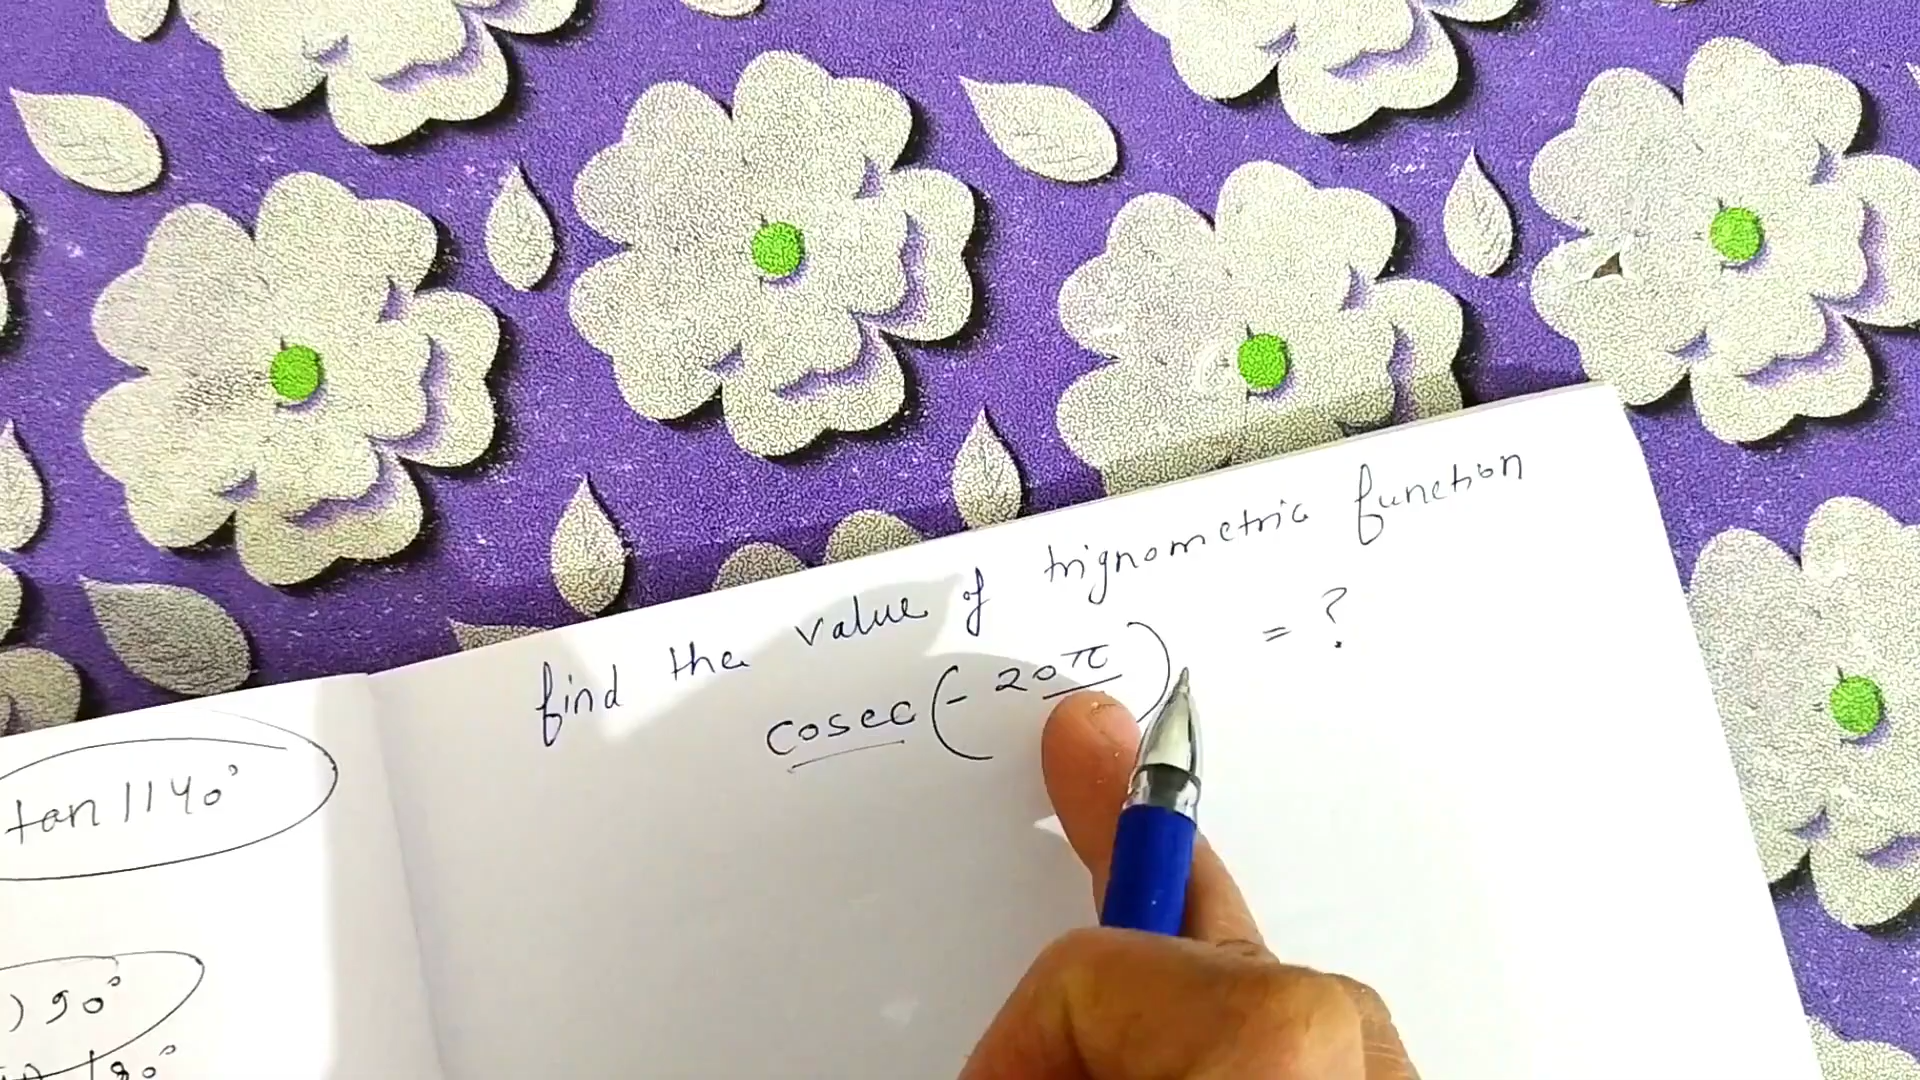 find the value of trignometric function
cosec (- 20π ) = ?
tan 1140°
) 90°